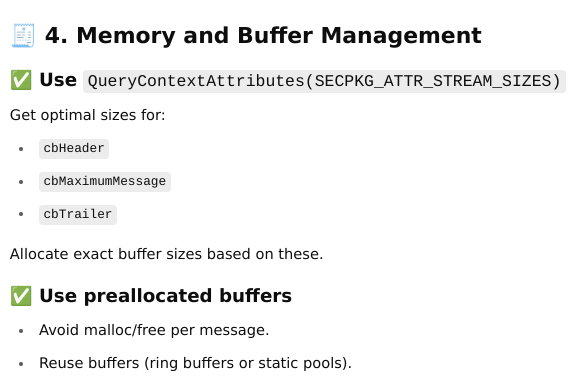 🧾 4. Memory and Buffer Management
✅ Use QueryContextAttributes(SECPKG_ATTR_STREAM_SIZES)
Get optimal sizes for:
• cbHeader
• cbMaximumMessage
• cbTrailer
Allocate exact buffer sizes based on these.
✅ Use preallocated buffers
• Avoid malloc/free per message.
• Reuse buffers (ring buffers or static pools).